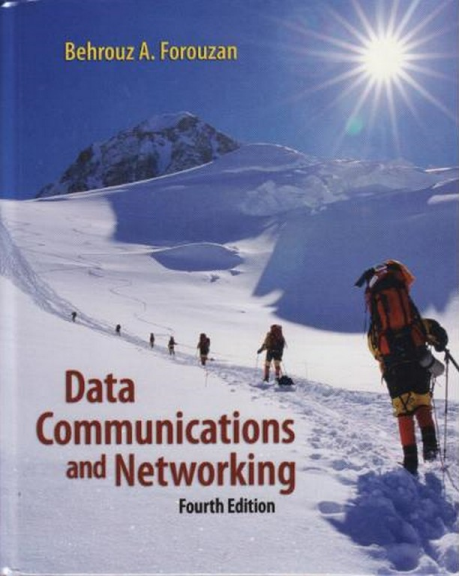 Behrouz A. Forouzan
Data
Communications
and Networking
Fourth Edition